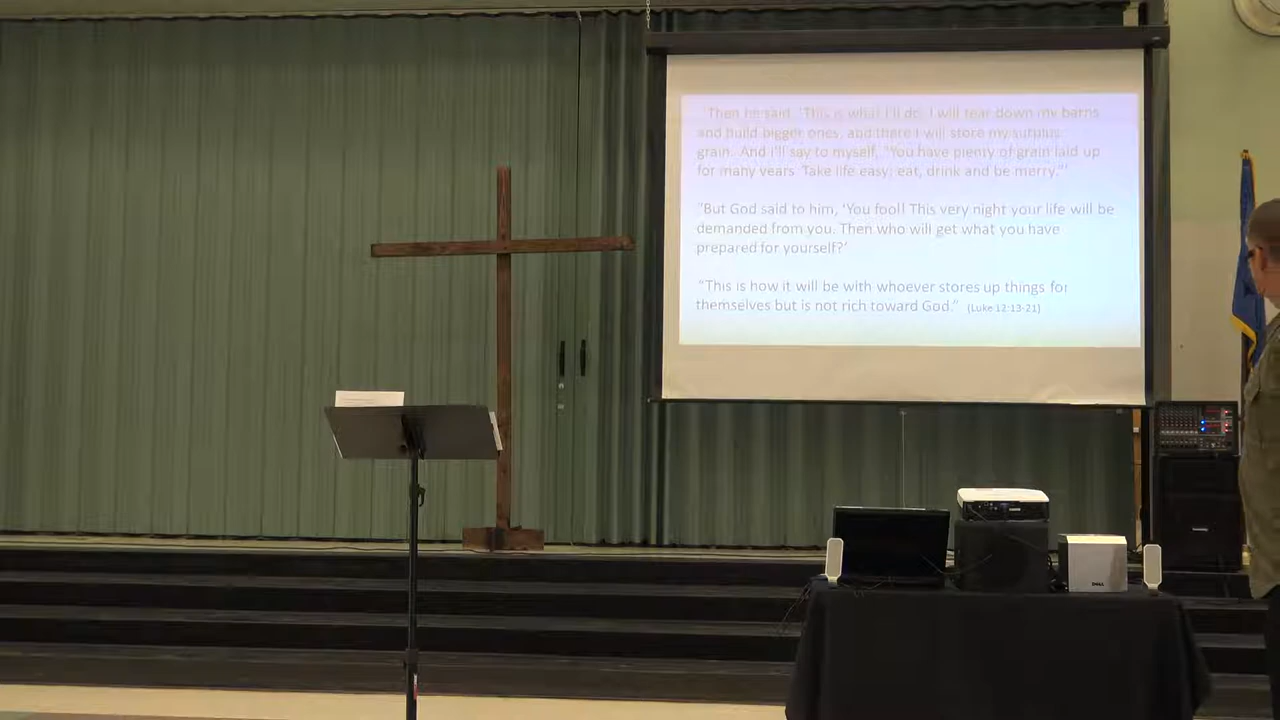 "Then he said, 'This is what I'll do. I will tear down my barns
and build bigger ones, and there I will store my surplus
grain. And I'll say to myself, "You have plenty of grain laid up
for many years. Take life easy; eat, drink and be merry."'
"But God said to him, 'You fool! This very night your life will be
demanded from you. Then who will get what you have
prepared for yourself?'
"This is how it will be with whoever stores up things for
themselves but is not rich toward God." (Luke 12:13-21)
DELL